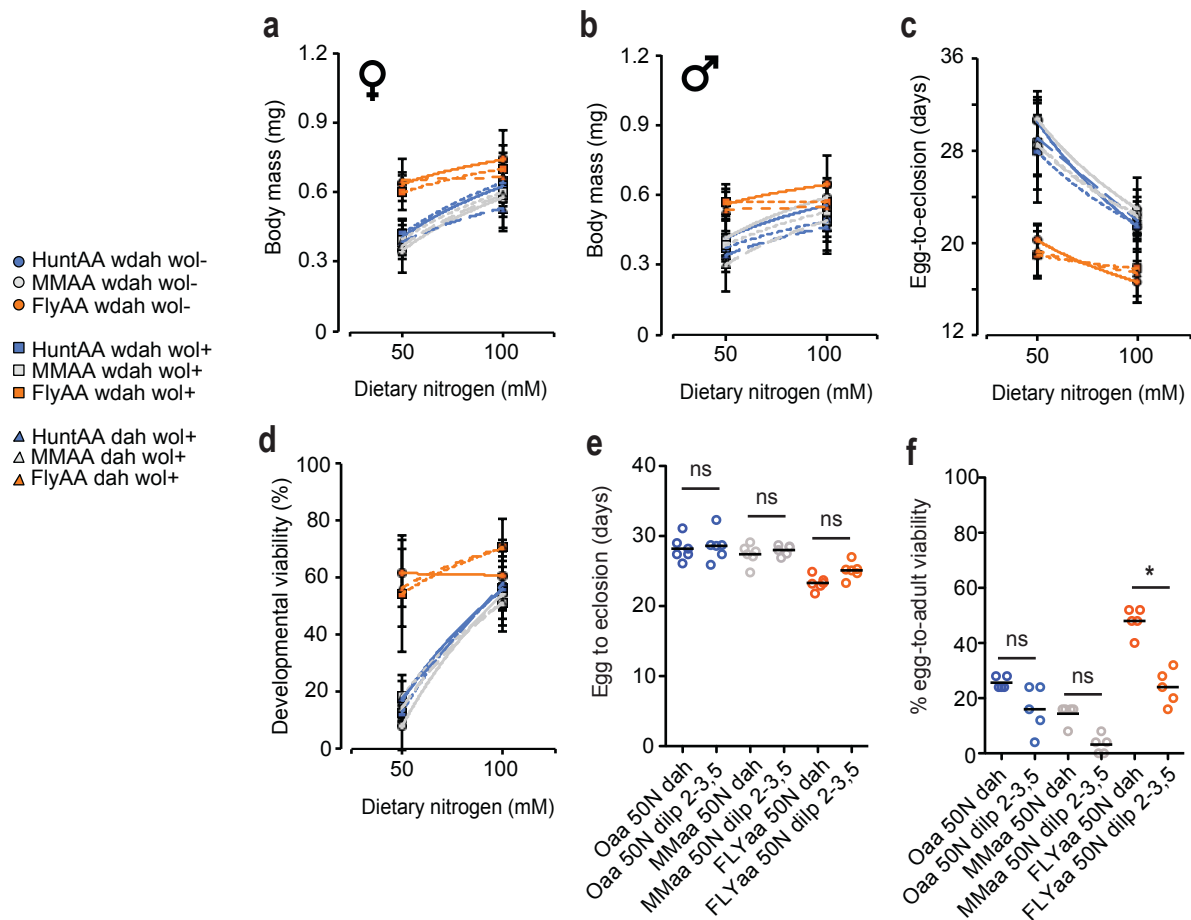 a
1.2
0.9
0.6
0.3
0
Body mass (mg)
50
100
Dietary nitrogen (mM)
b
1.2
0.9
0.6
0.3
0
Body mass (mg)
50
100
Dietary nitrogen (mM)
c
36
28
20
12
Egg-to-eclosion (days)
50
100
Dietary nitrogen (mM)
HuntAA wdah wol-
MMAA wdah wol-
FlyAA wdah wol-
HuntAA wdah wol+
MMAA wdah wol+
FlyAA wdah wol+
HuntAA dah wol+
MMAA dah wol+
FlyAA dah wol+
d
100
80
60
40
20
0
Developmental viability (%)
50
100
Dietary nitrogen (mM)
e
40
30
20
10
0
Egg to eclosion (days)
ns
ns
ns
Oaa 50N dah
Oaa 50N dilp 2-3,5
MMaa 50N dah
MMaa 50N dilp 2-3,5
FLYaa 50N dah
FLYaa 50N dilp 2-3,5
f
100
80
60
40
20
0
% egg-to-adult viability
ns
ns
*
Oaa 50N dah
Oaa 50N dilp 2-3,5
MMaa 50N dah
MMaa 50N dilp 2-3,5
FLYaa 50N dah
FLYaa 50N dilp 2-3,5